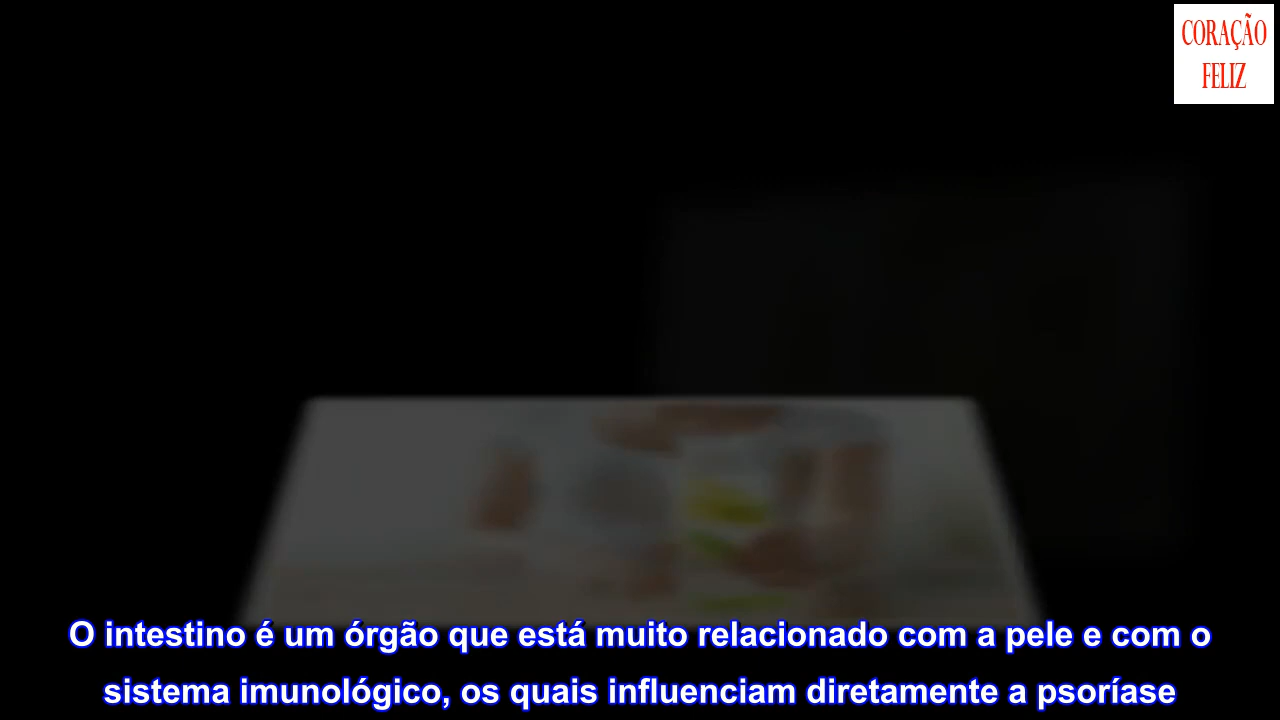 CORAÇÃO
FELIZ
O intestino é um órgão que está muito relacionado com a pele e com o
sistema imunológico, os quais influenciam diretamente a psoríase